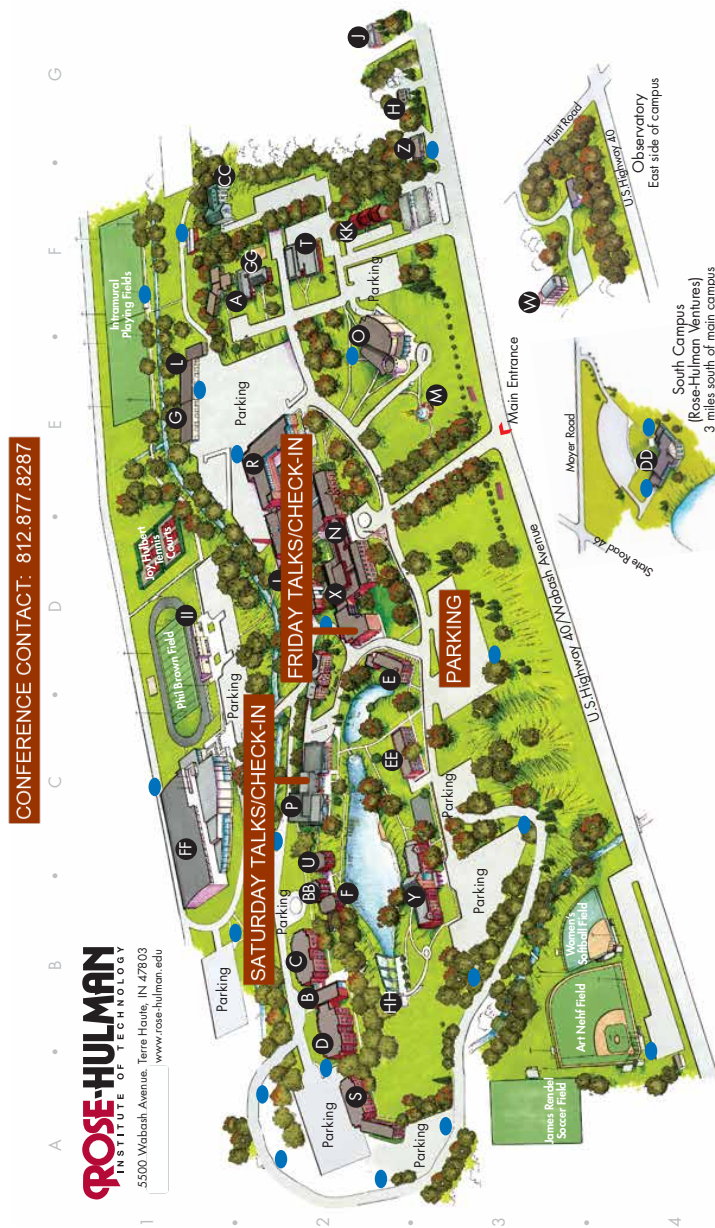 CONFERENCE CONTACT: 812.877.8287
ROSE-HULMAN
INSTITUTE OF TECHNOLOGY
5500 Wabash Avenue. Terre Haute, IN 47803
www.rose-hulman.edu
A
B
C
D
E
F
G
1
2
3
4
SATURDAY TALKS/CHECK-IN
FRIDAY TALKS/CHECK-IN
PARKING
Intramural
Playing Fields
Joy Hulbert
Tennis
Courts
Phil Brown Field
Parking
Parking
Parking
Parking
Parking
Parking
Parking
Parking
Parking
FF
II
G
L
R
A
GG
CC
T
KK
Z
H
J
O
M
N
X
E
EE
P
U
BB
F
C
B
D
S
HH
Y
Women's
Softball Field
Art Nehf Field
James Rendel
Soccer Field
U.S.Highway 40/Wabash Avenue
Main Entrance
State Road 46
Moyer Road
DD
South Campus
(Rose-Hulman Ventures)
3 miles south of main campus
W
Hunt Road
U.S.Highway 40
Observatory
East side of campus